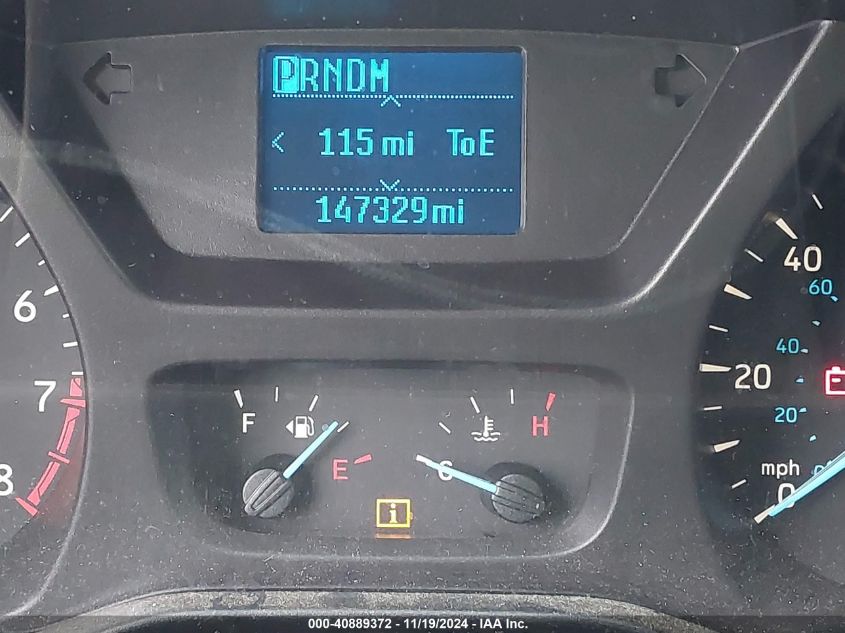 PRNDM
< 115 mi ToE
147329mi
6
7
8
F
E
C
H
i
40
60
40
20
20
mph
0
000-40889372 - 11/19/2024 - IAA Inc.